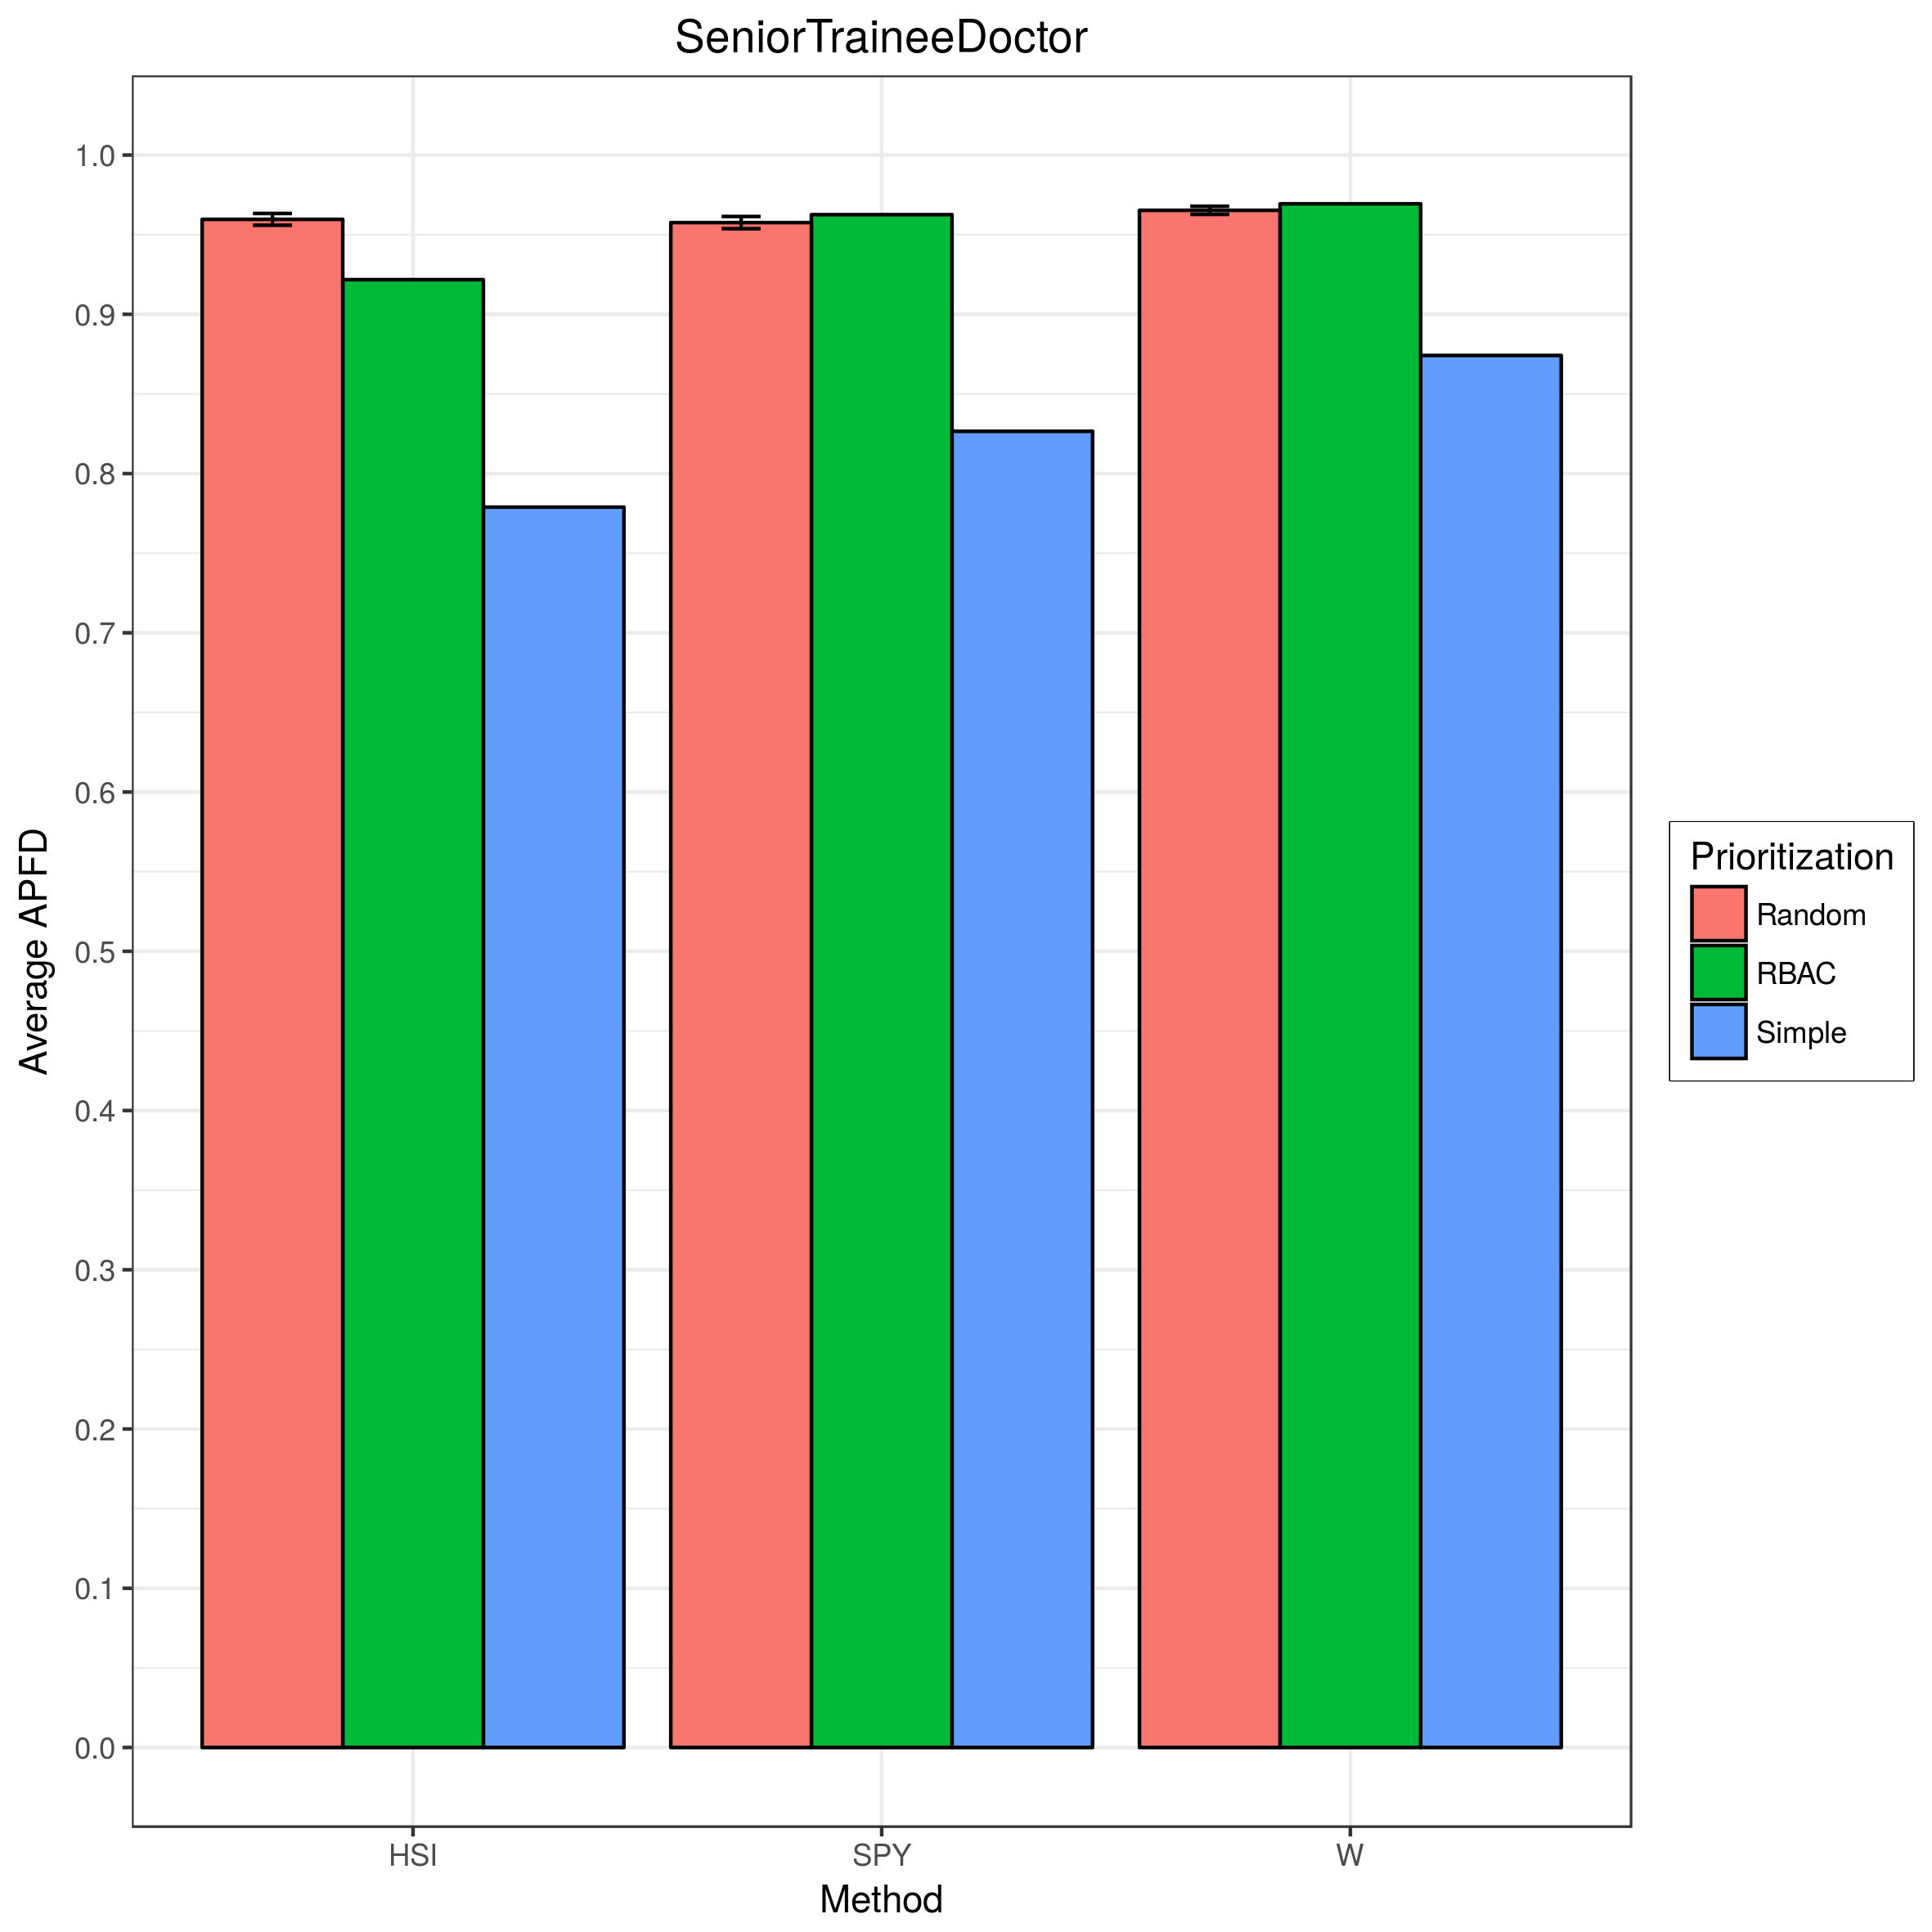 SeniorTraineeDoctor
Average APFD
1.0
0.9
0.8
0.7
0.6
0.5
0.4
0.3
0.2
0.1
0.0
HSI
SPY
W
Method
Prioritization
Random
RBAC
Simple